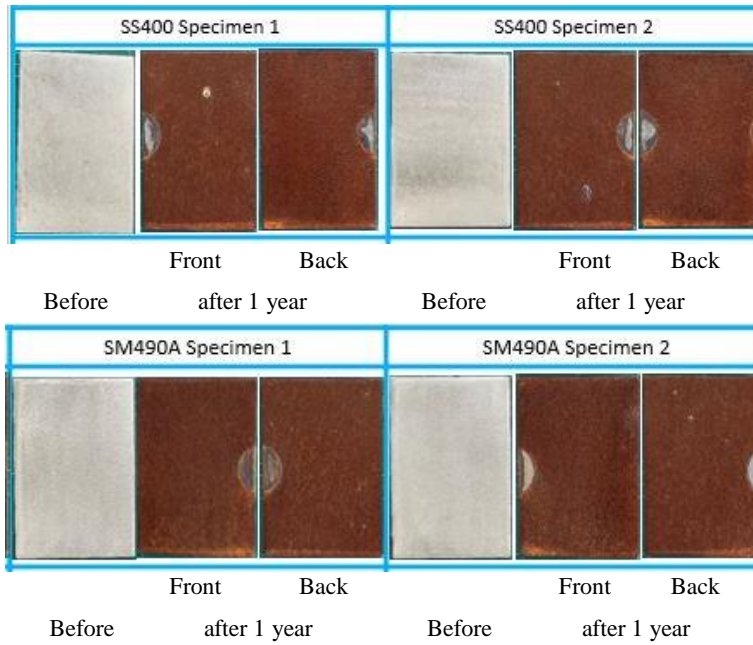 SS400 Specimen 1 SS400 Specimen 2
Front Back Front Back
Before after 1 year Before after 1 year
SM490A Specimen 1 SM490A Specimen 2
Front Back Front Back
Before after 1 year Before after 1 year